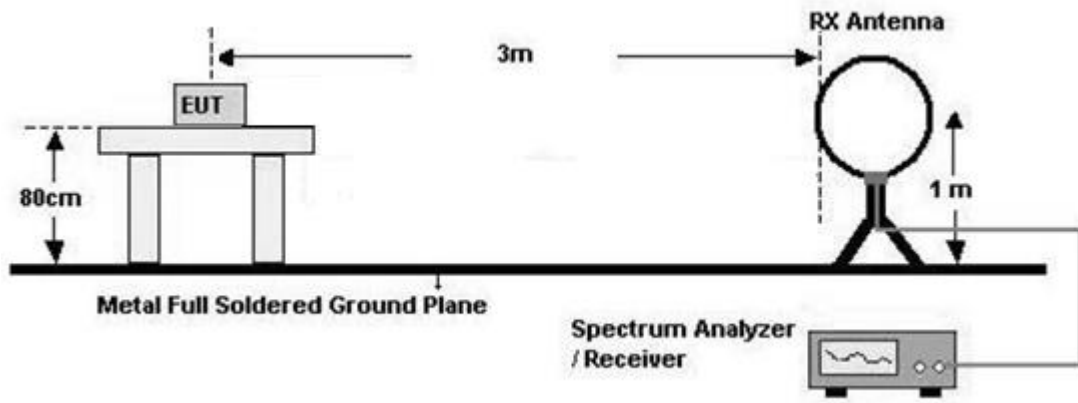 RX Antenna
3m
EUT
80cm
1 m
Metal Full Soldered Ground Plane
Spectrum Analyzer
/ Receiver